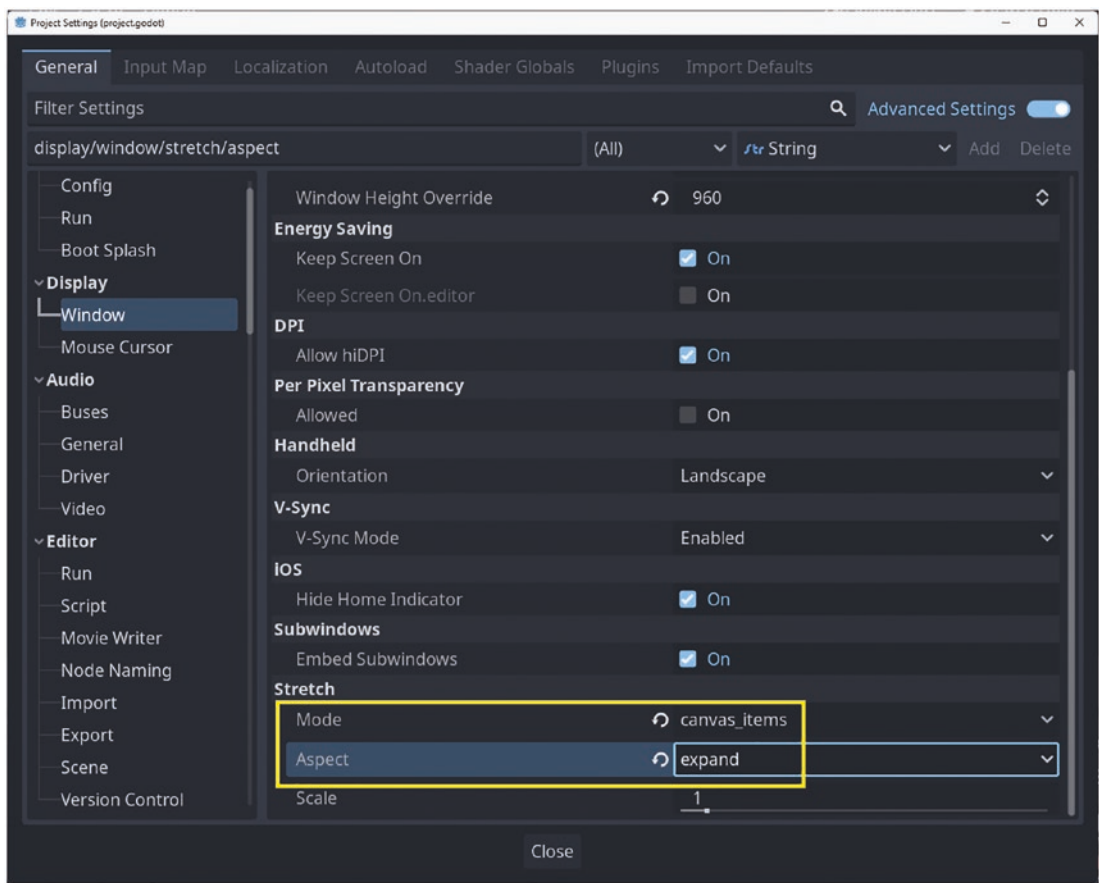 Project Settings (project.godot)
General Input Map Localization Autoload Shader Globals Plugins Import Defaults
Filter Settings Advanced Settings
display/window/stretch/aspect (All) Str String Add Delete
Config
Run
Boot Splash
Display
Window
Mouse Cursor
Audio
Buses
General
Driver
Video
Editor
Run
Script
Movie Writer
Node Naming
Import
Export
Scene
Version Control
Window Height Override 960
Energy Saving
Keep Screen On On
Keep Screen On.editor On
DPI
Allow hiDPI On
Per Pixel Transparency
Allowed On
Handheld
Orientation Landscape
V-Sync
V-Sync Mode Enabled
iOS
Hide Home Indicator On
Subwindows
Embed Subwindows On
Stretch
Mode canvas_items
Aspect expand
Scale 1
Close